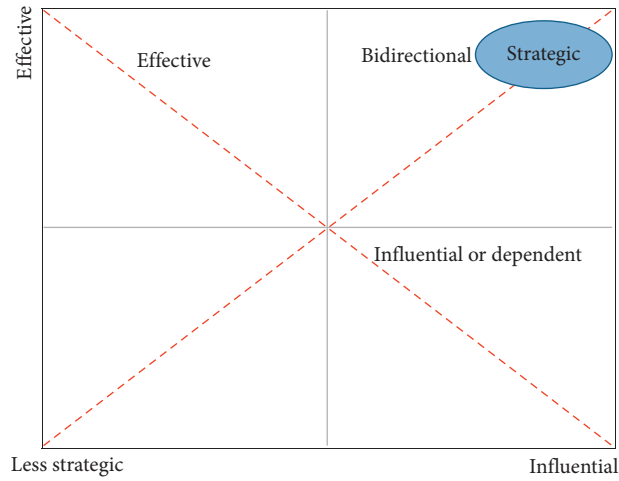 Effective
Effective
Bidirectional
Strategic
Influential or dependent
Less strategic
Influential